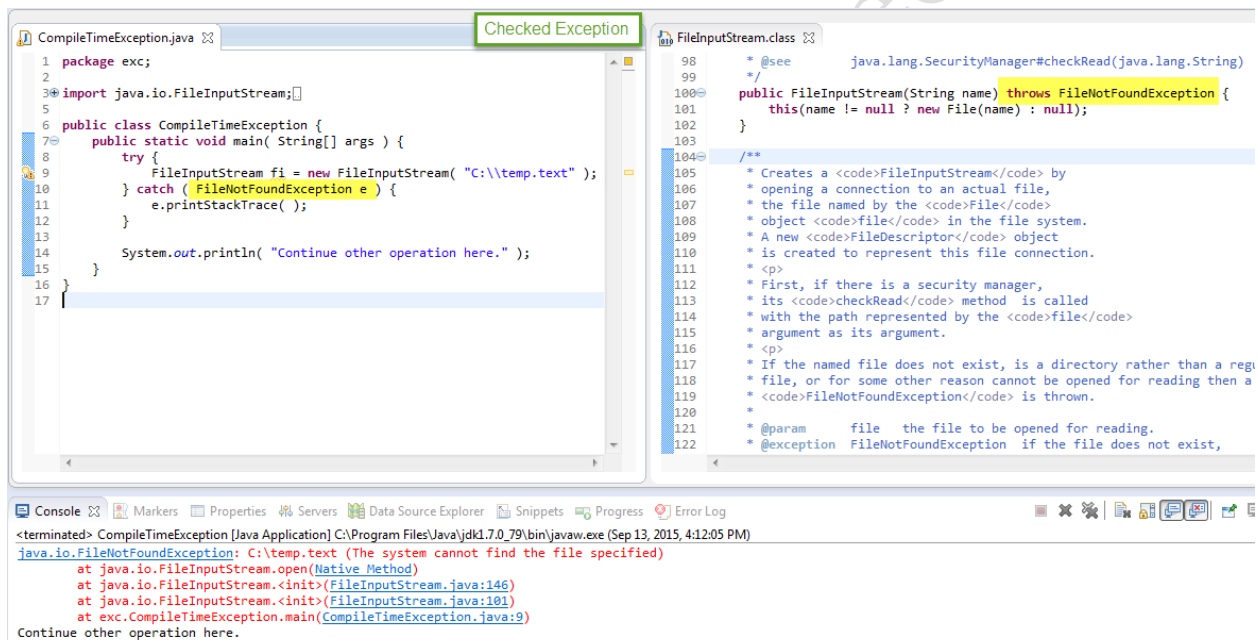 CompileTimeException.java
Checked Exception
1 package exc;
2
3 import java.io.FileInputStream;
5
6 public class CompileTimeException {
7 public static void main( String[] args ) {
8 try {
9 FileInputStream fi = new FileInputStream( "C:\\temp.text" );
10 } catch ( FileNotFoundException e ) {
11 e.printStackTrace( );
12 }
13
14 System.out.println( "Continue other operation here." );
15 }
16 }
17
FileInputStream.class
98 * @see java.lang.SecurityManager#checkRead(java.lang.String)
99 */
100 public FileInputStream(String name) throws FileNotFoundException {
101 this(name != null ? new File(name) : null);
102 }
103
104 /**
105 * Creates a <code>FileInputStream</code> by
106 * opening a connection to an actual file,
107 * the file named by the <code>File</code>
108 * object <code>file</code> in the file system.
109 * A new <code>FileDescriptor</code> object
110 * is created to represent this file connection.
111 * <p>
112 * First, if there is a security manager,
113 * its <code>checkRead</code> method  is called
114 * with the path represented by the <code>file</code>
115 * argument as its argument.
116 * <p>
117 * If the named file does not exist, is a directory rather than a regu
118 * file, or for some other reason cannot be opened for reading then a
119 * <code>FileNotFoundException</code> is thrown.
120 *
121 * @param file the file to be opened for reading.
122 * @exception FileNotFoundException if the file does not exist,
Console Markers Properties Servers Data Source Explorer Snippets Progress Error Log
<terminated> CompileTimeException [Java Application] C:\Program Files\Java\jdk1.7.0_79\bin\javaw.exe (Sep 13, 2015, 4:12:05 PM)
java.io.FileNotFoundException: C:\temp.text (The system cannot find the file specified)
at java.io.FileInputStream.open(Native Method)
at java.io.FileInputStream.<init>(FileInputStream.java:146)
at java.io.FileInputStream.<init>(FileInputStream.java:101)
at exc.CompileTimeException.main(CompileTimeException.java:9)
Continue other operation here.